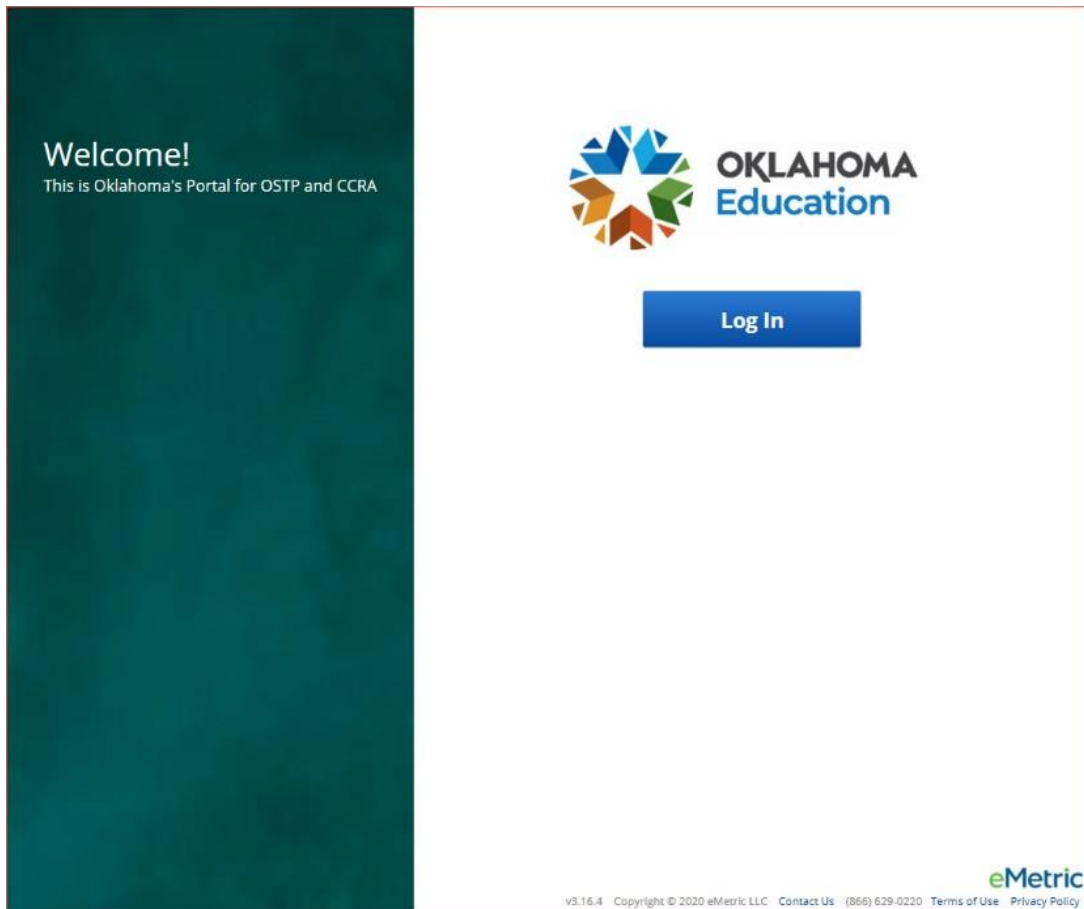 Welcome!
This is Oklahoma's Portal for OSTP and CCRA
OKLAHOMA
Education
Log In
eMetric
v3.16.4 Copyright © 2020 eMetric LLC Contact Us (866) 629-0220 Terms of Use Privacy Policy